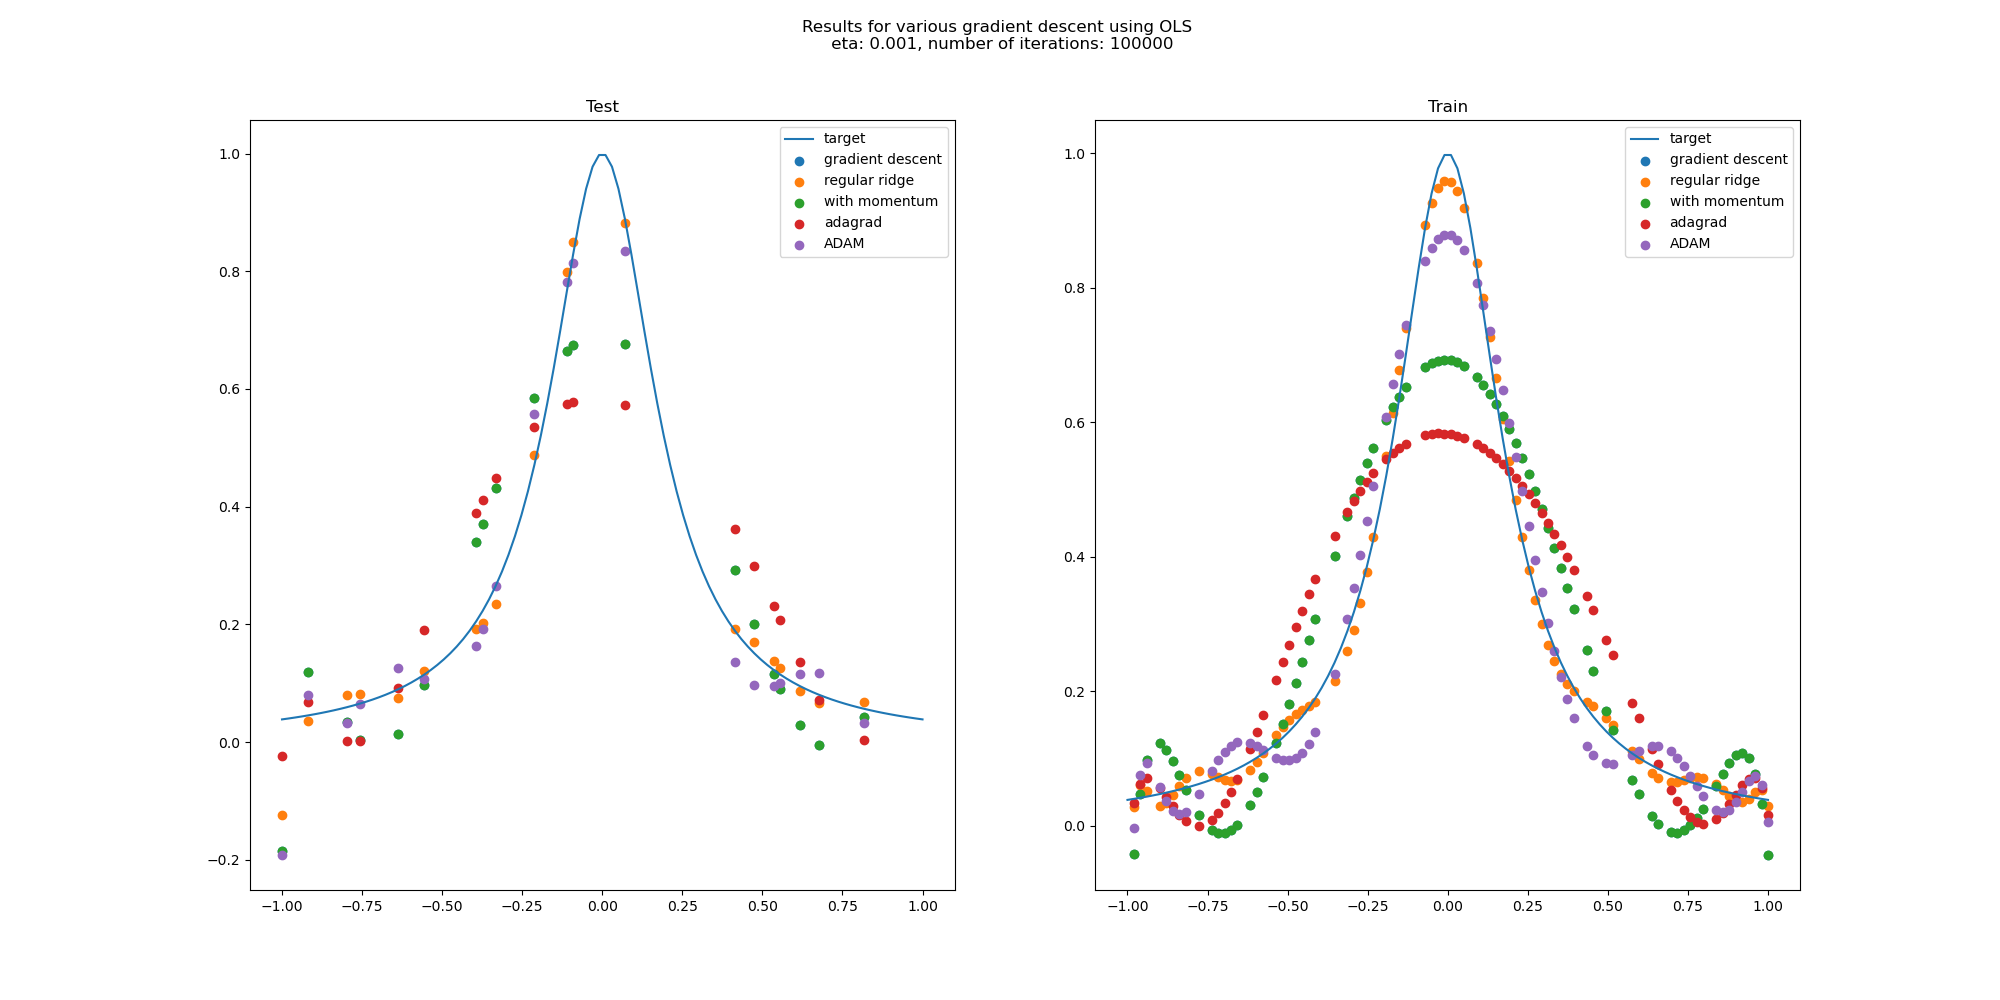 Results for various gradient descent using OLS
eta: 0.001, number of iterations: 100000
Test
1.0
0.8
0.6
0.4
0.2
0.0
−0.2
−1.00 −0.75 −0.50 −0.25 0.00 0.25 0.50 0.75 1.00
target
gradient descent
regular ridge
with momentum
adagrad
ADAM
Train
1.0
0.8
0.6
0.4
0.2
0.0
−1.00 −0.75 −0.50 −0.25 0.00 0.25 0.50 0.75 1.00
target
gradient descent
regular ridge
with momentum
adagrad
ADAM